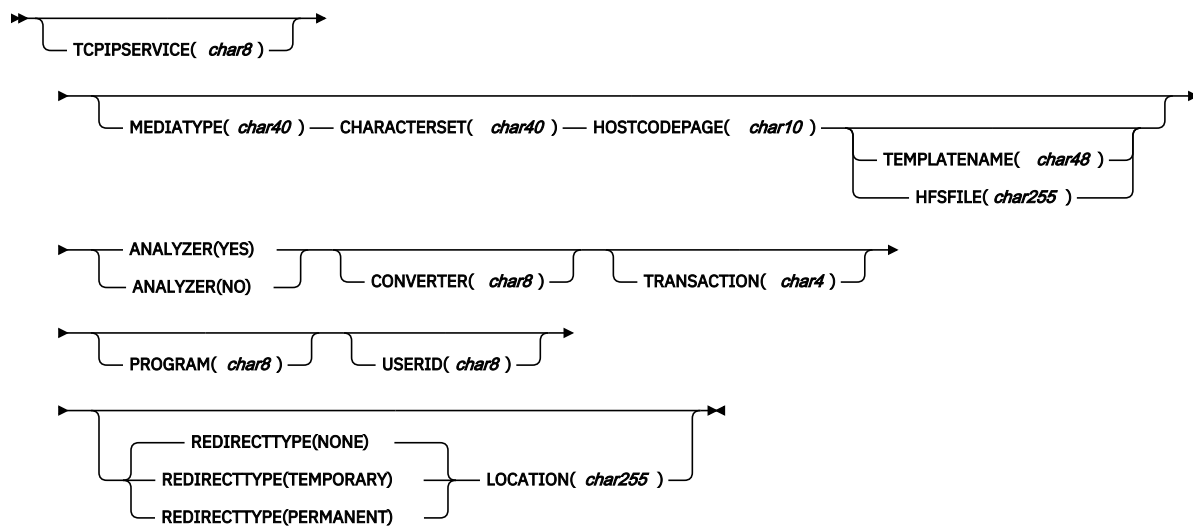 TCPIPSERVICE( char8 )
MEDIATYPE( char40 ) CHARACTERSET( char40 ) HOSTCODEPAGE( char10 )
TEMPLATENAME( char48 )
HFSFILE( char255 )
ANALYZER(YES)
ANALYZER(NO) CONVERTER( char8 ) TRANSACTION( char4 )
PROGRAM( char8 ) USERID( char8 )
REDIRECTTYPE(NONE)
REDIRECTTYPE(TEMPORARY) LOCATION( char255 )
REDIRECTTYPE(PERMANENT)